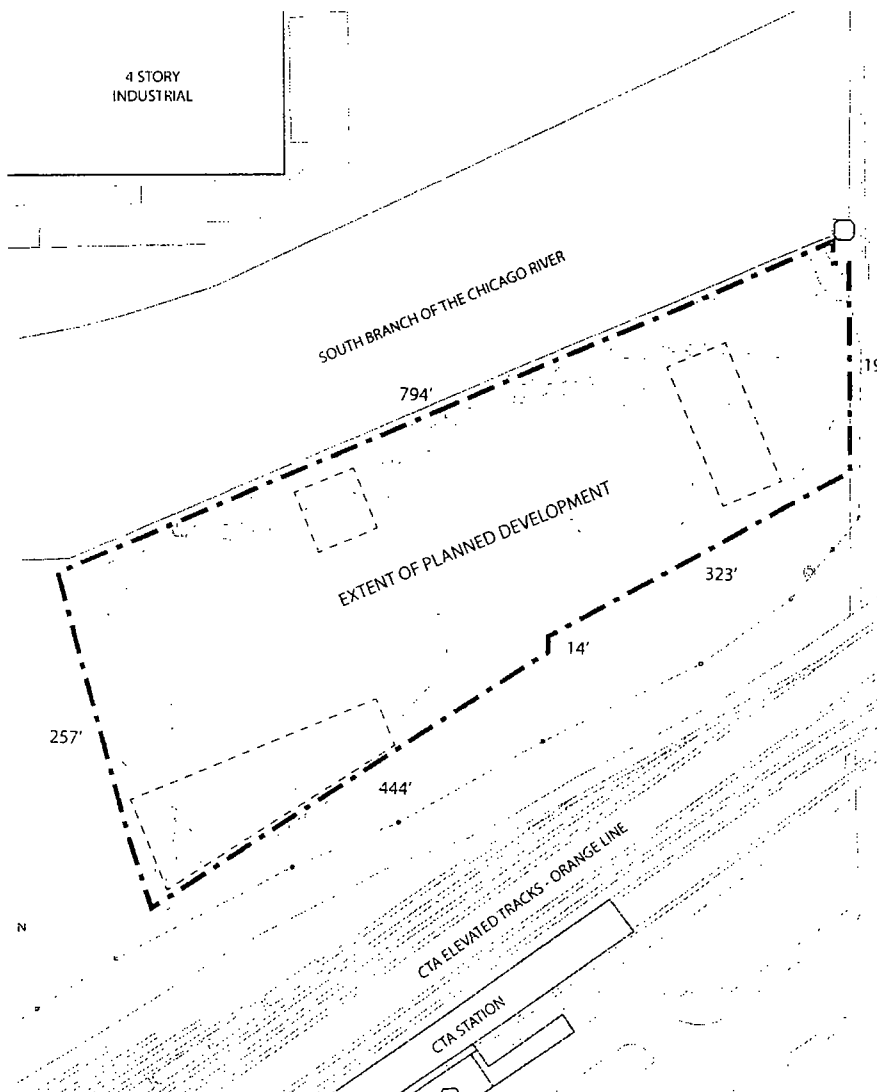 4 STORY
INDUSTRIAL
SOUTH BRANCH OF THE CHICAGO RIVER
794'
19
EXTENT OF PLANNED DEVELOPMENT
323'
14'
257'
444'
N
CTA ELEVATED TRACKS - ORANGE LINE
CTA STATION